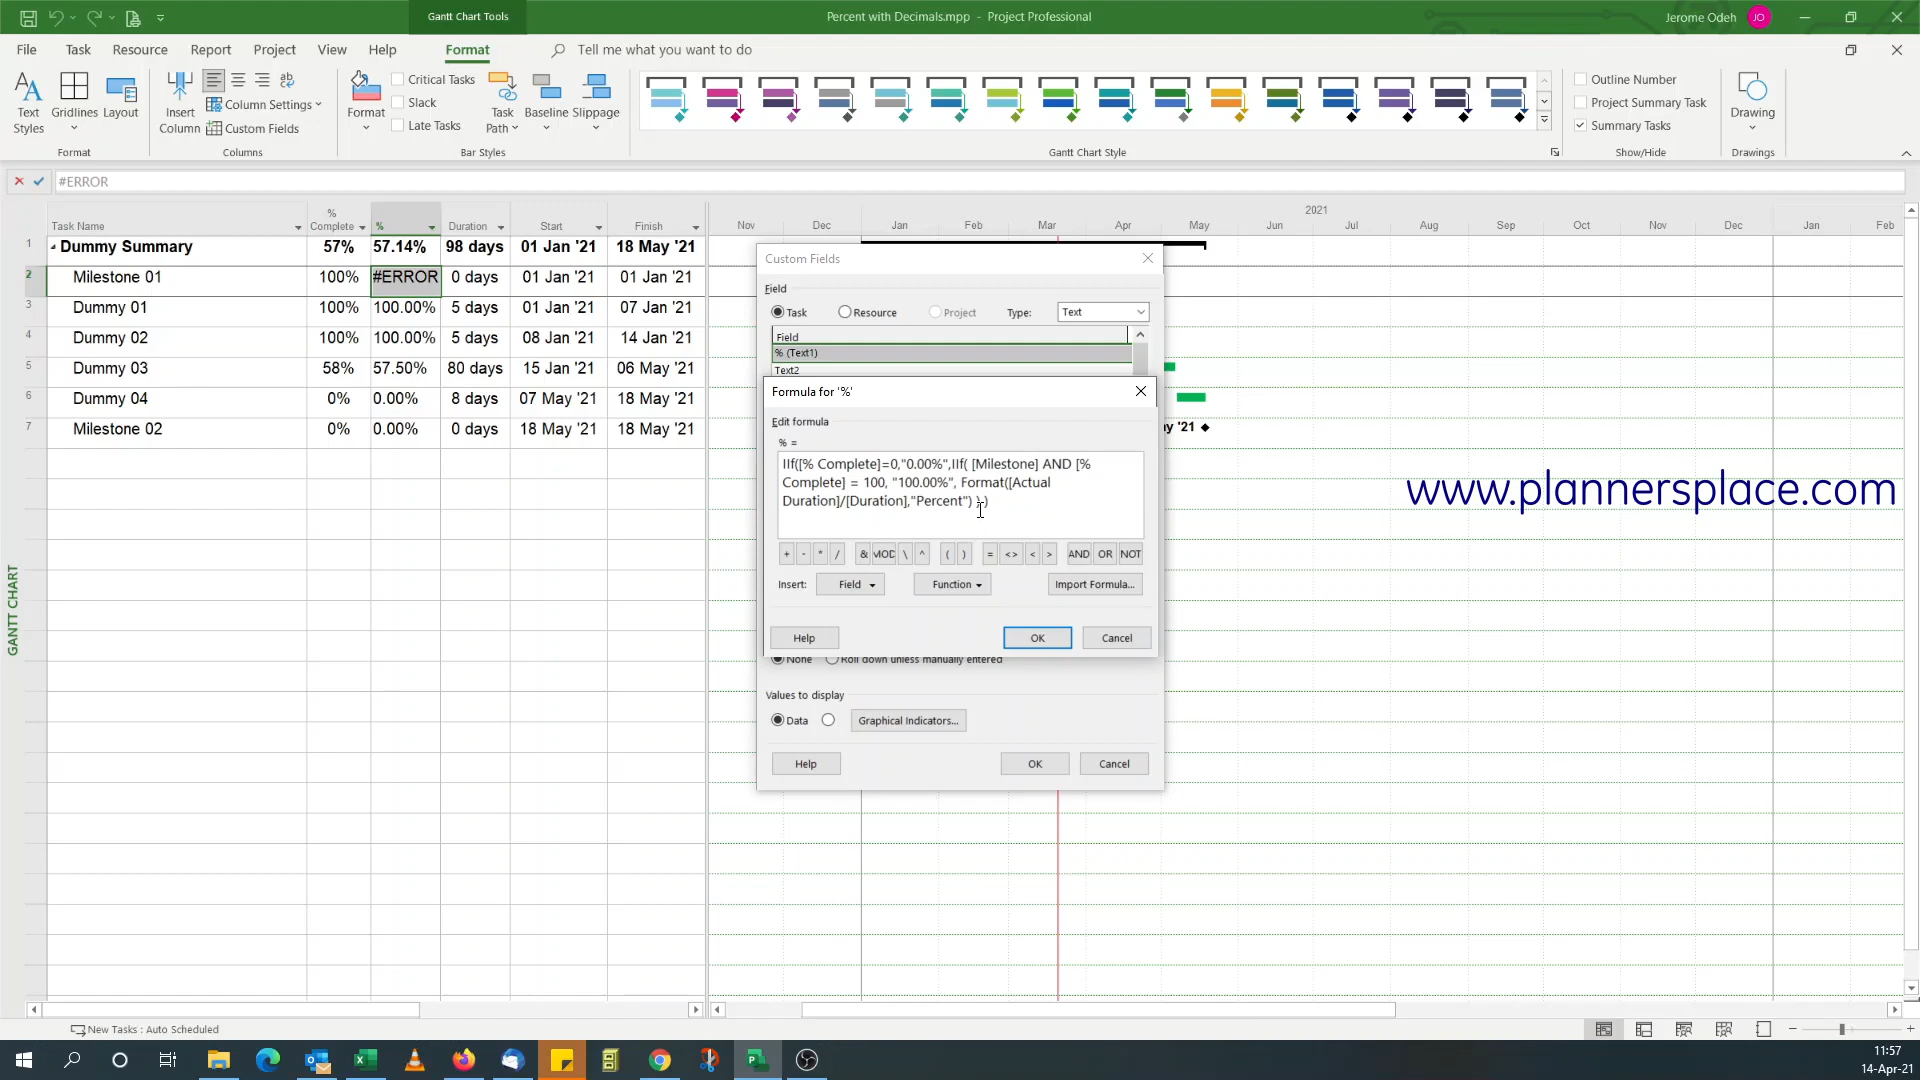 Gantt Chart Tools
Percent with Decimals.mpp - Project Professional
Jerome Odeh JO
File Task Resource Report Project View Help Format Tell me what you want to do
Text Styles
Gridlines
Layout
Format
Insert Column
Column Settings
Custom Fields
Columns
Format
Critical Tasks
Slack
Late Tasks
Task Path
Baseline
Slippage
Bar Styles
Gantt Chart Style
Outline Number
Project Summary Task
Summary Tasks
Show/Hide
Drawing
Drawings
#ERROR
Task Name % Complete % Duration Start Finish
1 Dummy Summary 57% 57.14% 98 days 01 Jan '21 18 May '21
2 Milestone 01 100% #ERROR 0 days 01 Jan '21 01 Jan '21
3 Dummy 01 100% 100.00% 5 days 01 Jan '21 07 Jan '21
4 Dummy 02 100% 100.00% 5 days 08 Jan '21 14 Jan '21
5 Dummy 03 58% 57.50% 80 days 15 Jan '21 06 May '21
6 Dummy 04 0% 0.00% 8 days 07 May '21 18 May '21
7 Milestone 02 0% 0.00% 0 days 18 May '21 18 May '21
2021
Nov Dec Jan Feb Mar Apr May Jun Jul Aug Sep Oct Nov Dec Jan Feb
y '21
www.plannersplace.com
GANTT CHART
Custom Fields
Field
Task Resource Project Type: Text
Field
% (Text1)
Text2
Formula for '%'
Edit formula
% =
IIf([% Complete]=0,"0.00%",IIf( [Milestone] AND [%
Complete] = 100, "100.00%", Format([Actual
Duration]/[Duration],"Percent") ) )
+ - * / & MOD \ ^ ( ) = <> < > AND OR NOT
Insert: Field Function Import Formula...
Help OK Cancel
None Roll down unless manually entered
Values to display
Data Graphical Indicators...
Help OK Cancel
New Tasks : Auto Scheduled
11:57
14-Apr-21